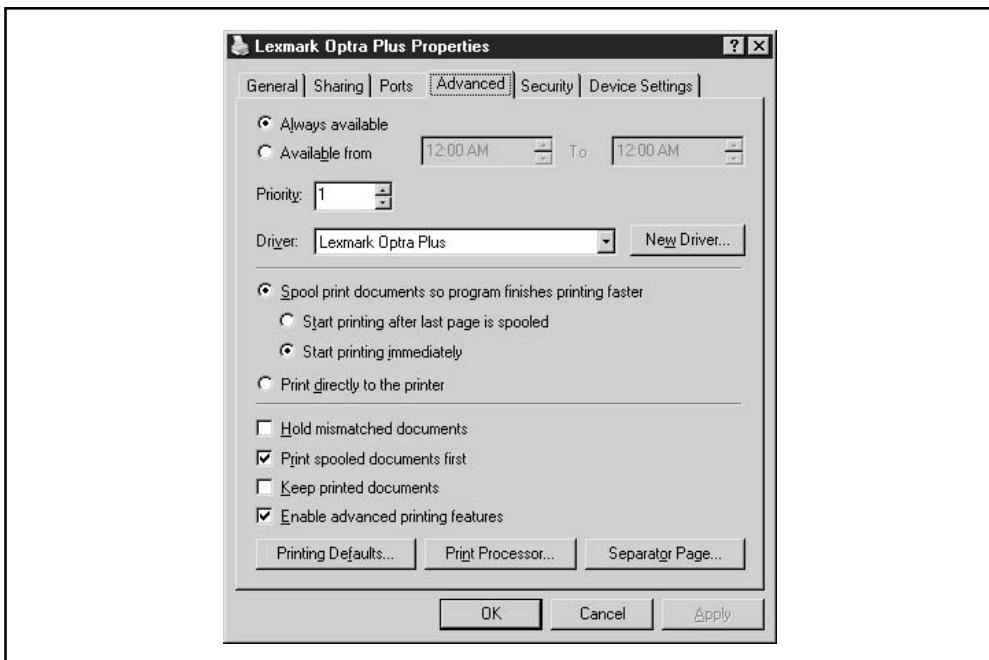 Lexmark Optra Plus Properties
General Sharing Ports Advanced Security Device Settings
Always available
Available from 12:00 AM To 12:00 AM
Priority: 1
Driver: Lexmark Optra Plus New Driver...
Spool print documents so program finishes printing faster
Start printing after last page is spooled
Start printing immediately
Print directly to the printer
Hold mismatched documents
Print spooled documents first
Keep printed documents
Enable advanced printing features
Printing Defaults... Print Processor... Separator Page...
OK Cancel Apply